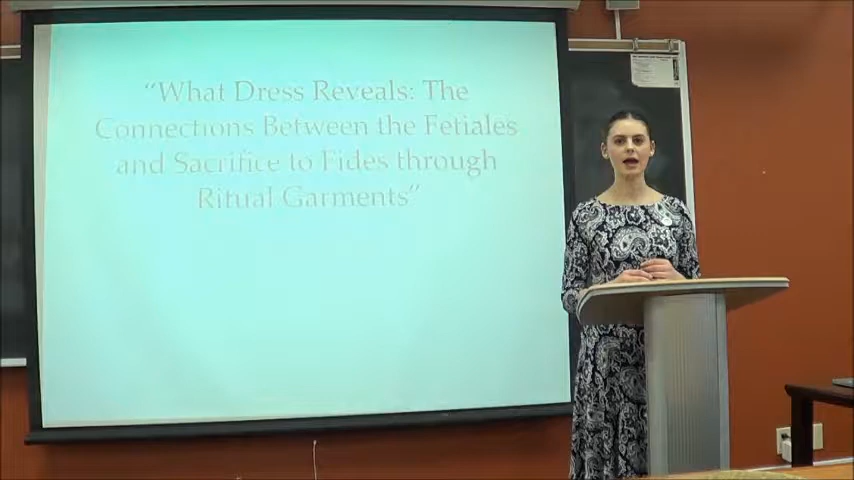 “What Dress Reveals: The
Connections Between the Fetiales
and Sacrifice to Fides through
Ritual Garments”